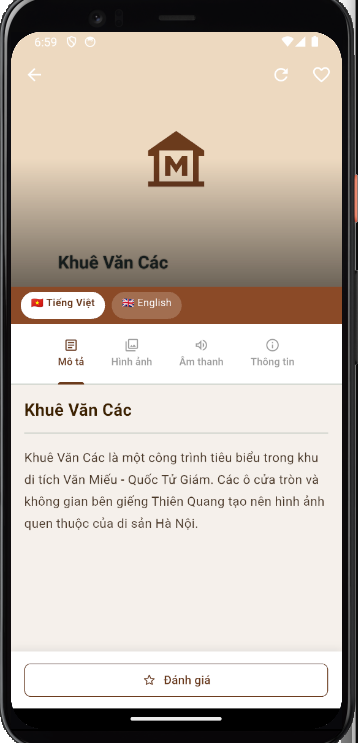 6:59
M
Khuê Văn Các
Tiếng Việt
English
Mô tả
Hình ảnh
Âm thanh
Thông tin
Khuê Văn Các
Khuê Văn Các là một công trình tiêu biểu trong khu
di tích Văn Miếu - Quốc Tử Giám. Các ô cửa tròn và
không gian bên giếng Thiên Quang tạo nên hình ảnh
quen thuộc của di sản Hà Nội.
Đánh giá